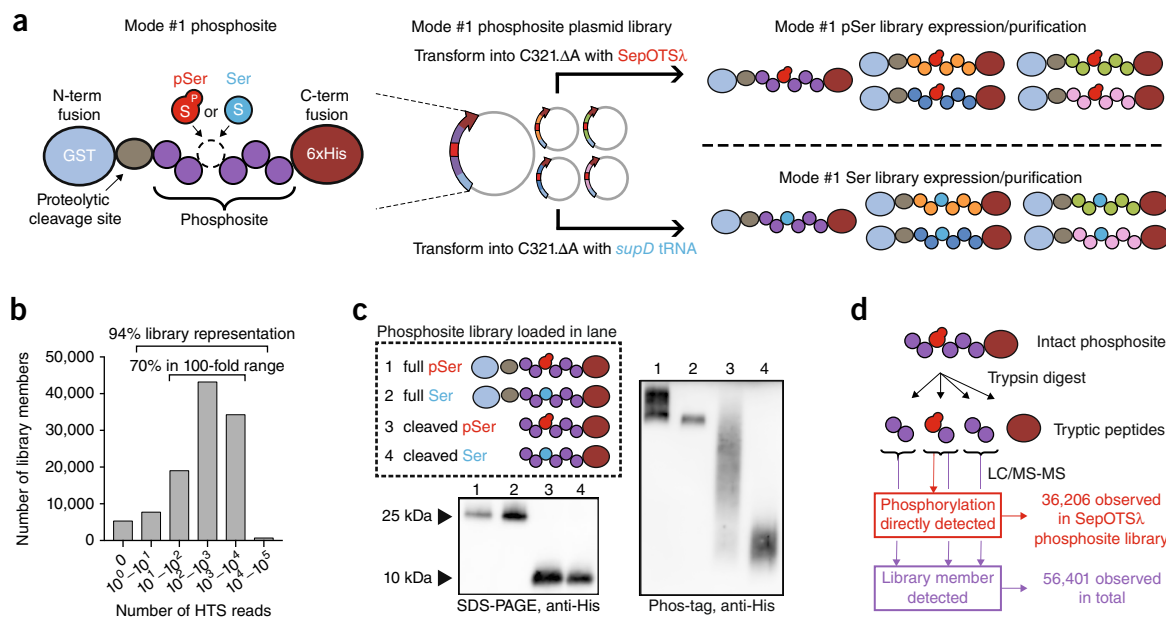 a
Mode #1 phosphosite
pSer
Ser
S
P
or
S
N-term
fusion
C-term
fusion
GST
6xHis
Proteolytic
cleavage site
Phosphosite
Mode #1 phosphosite plasmid library
Transform into C321.ΔA with SepOTSλ
Transform into C321.ΔA with supD tRNA
Mode #1 pSer library expression/purification
Mode #1 Ser library expression/purification
b
94% library representation
70% in 100-fold range
Number of library members
50,000
40,000
30,000
20,000
10,000
0
0
10⁰–10¹
10¹–10²
10²–10³
10³–10⁴
10⁴–10⁵
Number of HTS reads
c
Phosphosite library loaded in lane
1 full pSer
2 full Ser
3 cleaved pSer
4 cleaved Ser
1 2 3 4
25 kDa
10 kDa
SDS-PAGE, anti-His
1 2 3 4
Phos-tag, anti-His
d
Intact phosphosite
Trypsin digest
Tryptic peptides
LC/MS-MS
Phosphorylation
directly detected
36,206 observed
in SepOTSλ
phosphosite library
Library member
detected
56,401 observed
in total